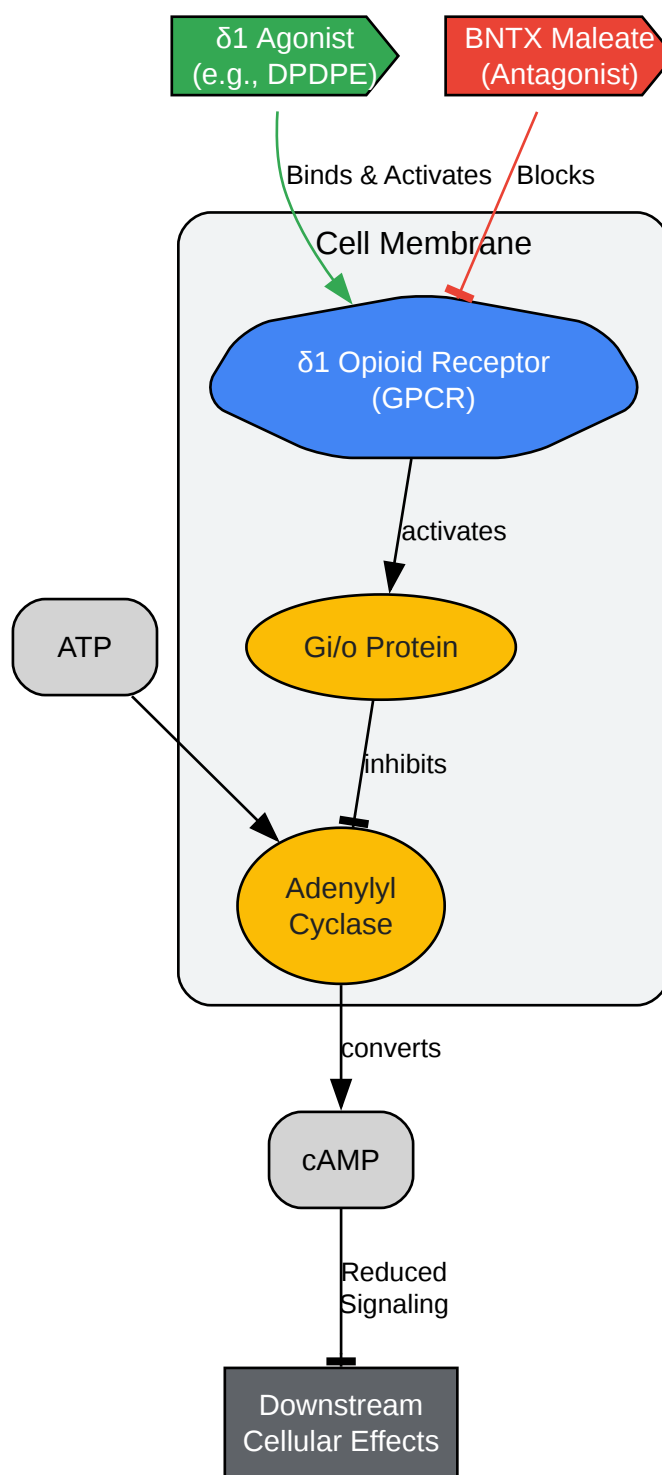 δ1 Agonist
(e.g., DPDPE)
BNTX Maleate
(Antagonist)
Binds & Activates
Blocks
Cell Membrane
δ1 Opioid Receptor
(GPCR)
activates
ATP
Gi/o Protein
inhibits
Adenylyl
Cyclase
converts
cAMP
Reduced
Signaling
Downstream
Cellular Effects